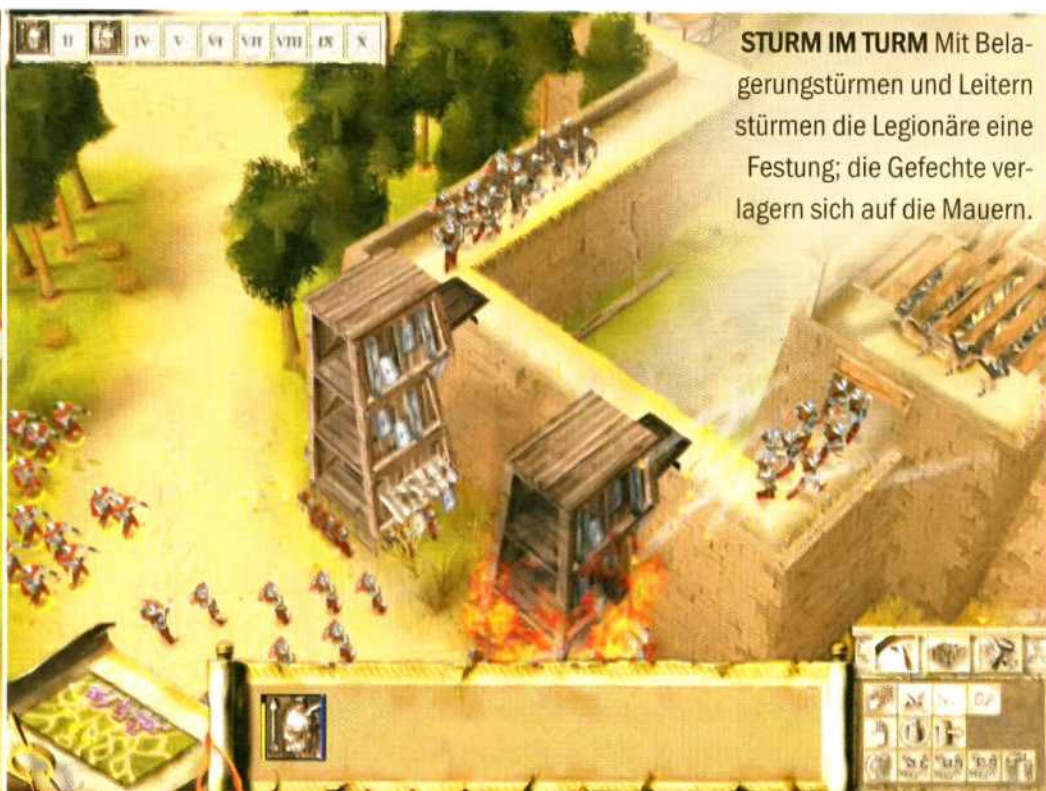 II IV V VI VII VIII IX X
STURM IM TURM Mit Bela-
gerungstürmen und Leitern
stürmen die Legionäre eine
Festung; die Gefechte ver-
lagern sich auf die Mauern.